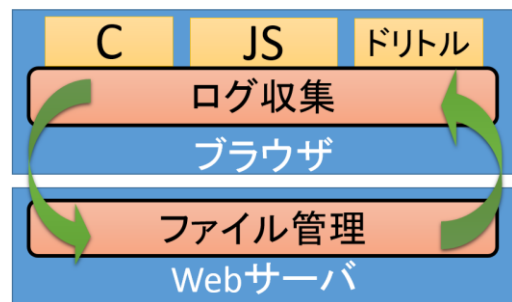 C JS ドリトル
ログ収集
ブラウザ
ファイル管理
Webサーバ